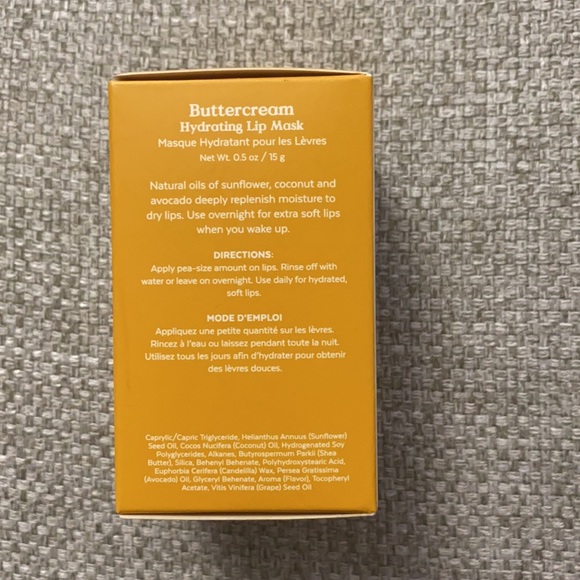 Buttercream
Hydrating Lip Mask
Masque Hydratant pour les Lèvres
Net Wt. 0.5 oz / 15 g
Natural oils of sunflower, coconut and
avocado deeply replenish moisture to
dry lips. Use overnight for extra soft lips
when you wake up.
DIRECTIONS:
Apply pea-size amount on lips. Rinse off with
water or leave on overnight. Use daily for hydrated,
soft lips.
MODE D'EMPLOI
Appliquez une petite quantité sur les lèvres.
Rincez à l'eau ou laissez pendant toute la nuit.
Utilisez tous les jours afin d'hydrater pour obtenir
des lèvres douces.
Caprylic/Capric Triglyceride, Helianthus Annuus (Sunflower)
Seed Oil, Cocos Nucifera (Coconut) Oil, Hydrogenated Soy
Polyglycerides, Alkanes, Butyrospermum Parkii (Shea
Butter), Silica, Behenyl Behenate, Polyhydroxystearic Acid,
Euphorbia Cerifera (Candelilla) Wax, Persea Gratissima
(Avocado) Oil, Glyceryl Behenate, Aroma (Flavor), Tocopheryl
Acetate, Vitis Vinifera (Grape) Seed Oil